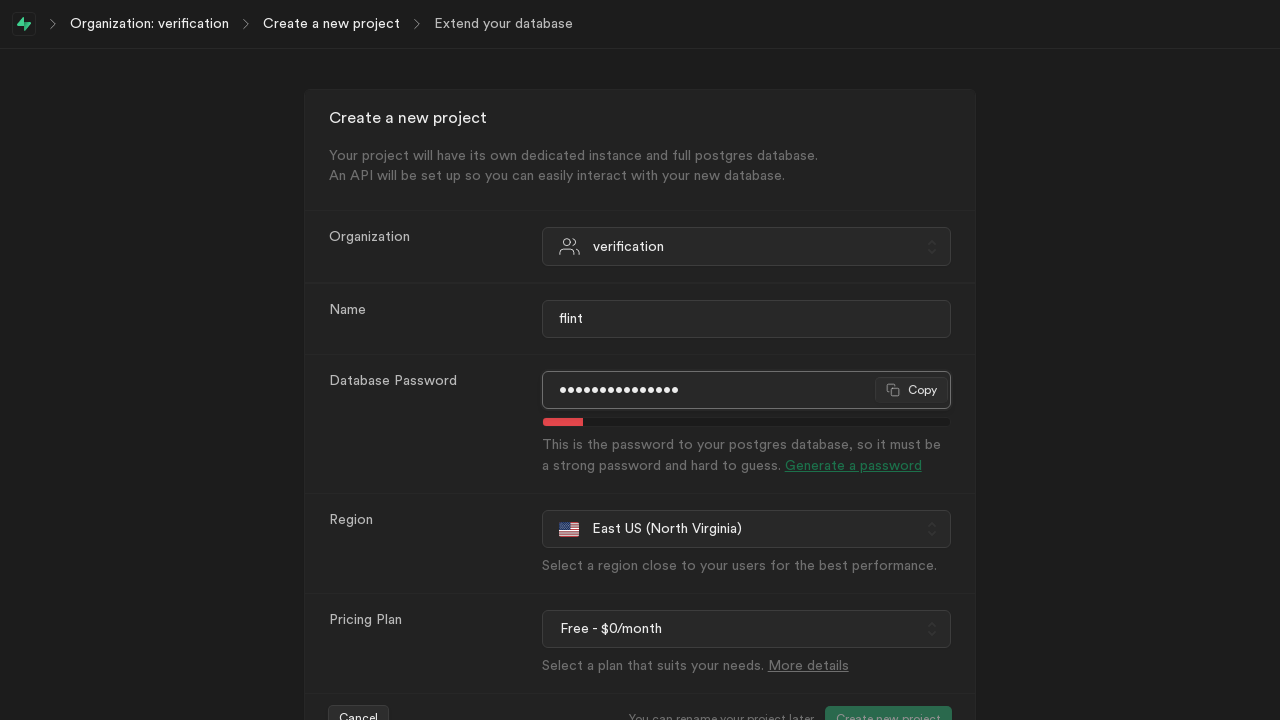 Organization: verification
Create a new project
Extend your database
Create a new project
Your project will have its own dedicated instance and full postgres database.
An API will be set up so you can easily interact with your new database.
Organization
verification
Name
flint
Database Password
•••••••••••••••
Copy
This is the password to your postgres database, so it must be
a strong password and hard to guess. Generate a password
Region
East US (North Virginia)
Select a region close to your users for the best performance.
Pricing Plan
Free - $0/month
Select a plan that suits your needs. More details
Cancel
You can rename your project later
Create new project